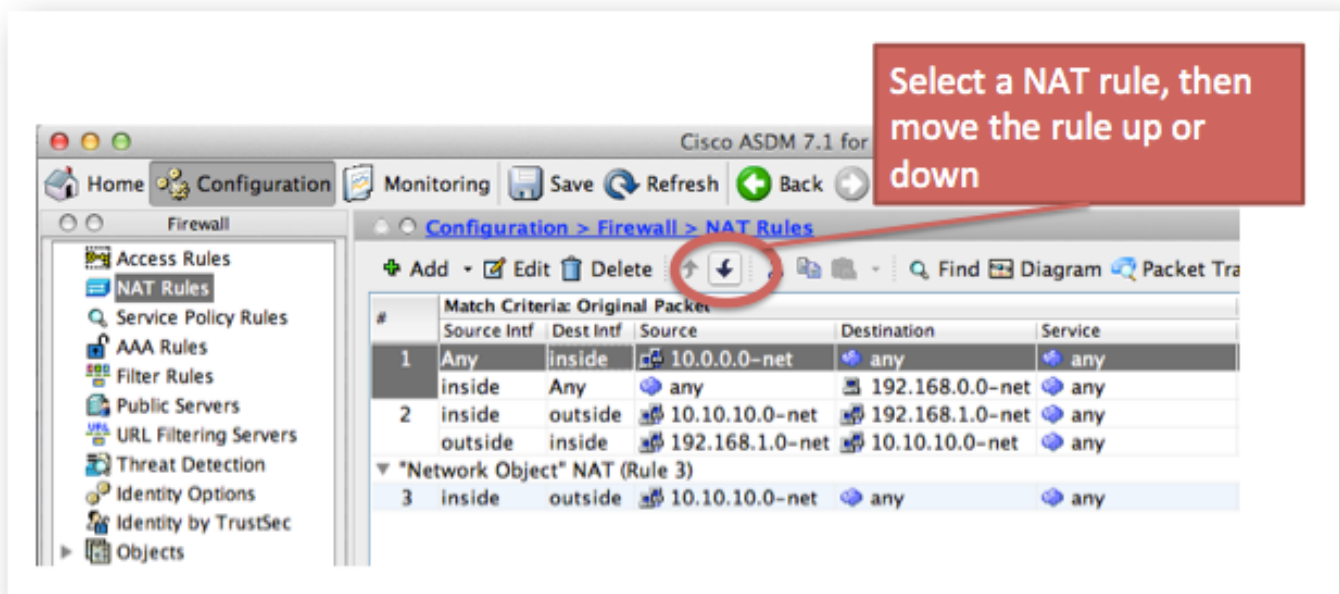 Select a NAT rule, then
move the rule up or
down
Cisco ASDM 7.1 for
Home Configuration Monitoring Save Refresh Back
Firewall
Access Rules
NAT Rules
Service Policy Rules
AAA Rules
Filter Rules
Public Servers
URL Filtering Servers
Threat Detection
Identity Options
Identity by TrustSec
Objects
Configuration > Firewall > NAT Rules
Add Edit Delete Find Diagram Packet Tra
# Match Criteria: Original Packet
Source Intf Dest Intf Source Destination Service
1 Any inside 10.0.0.0-net any any
inside Any any 192.168.0.0-net any
2 inside outside 10.10.10.0-net 192.168.1.0-net any
outside inside 192.168.1.0-net 10.10.10.0-net any
"Network Object" NAT (Rule 3)
3 inside outside 10.10.10.0-net any any